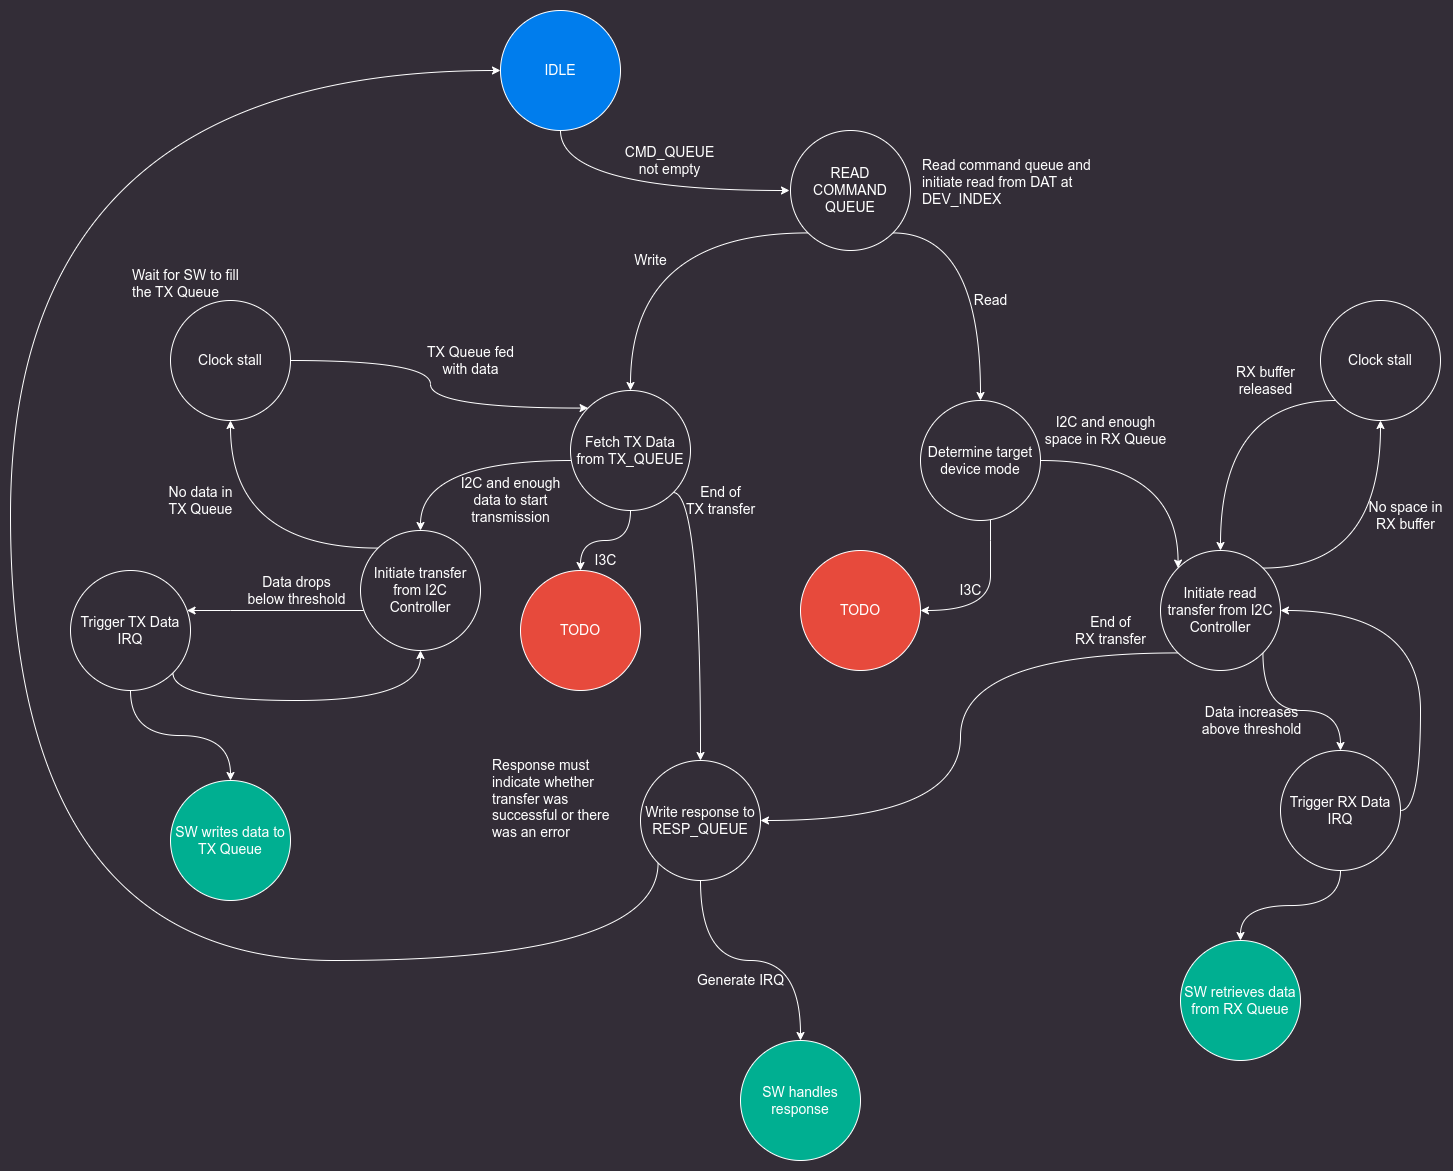 IDLE
CMD_QUEUE
not empty
READ
COMMAND
QUEUE
Read command queue and
initiate read from DAT at
DEV_INDEX
Write
Read
Wait for SW to fill
the TX Queue
Clock stall
TX Queue fed
with data
Clock stall
RX buffer
released
Fetch TX Data
from TX_QUEUE
Determine target
device mode
I2C and enough
space in RX Queue
No data in
TX Queue
I2C and enough
data to start
transmission
End of
TX transfer
No space in
RX buffer
I3C
I3C
Data drops
below threshold
Initiate transfer
from I2C
Controller
Trigger TX Data
IRQ
TODO
TODO
Initiate read
transfer from I2C
Controller
End of
RX transfer
Data increases
above threshold
Response must
indicate whether
transfer was
successful or there
was an error
Write response to
RESP_QUEUE
Trigger RX Data
IRQ
SW writes data to
TX Queue
Generate IRQ
SW retrieves data
from RX Queue
SW handles
response